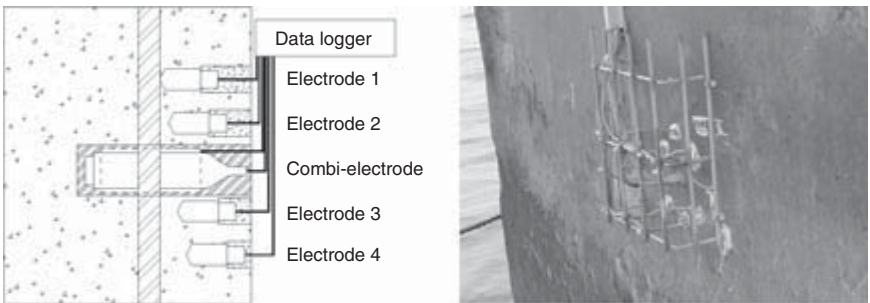 Data logger
Electrode 1
Electrode 2
Combi-electrode
Electrode 3
Electrode 4